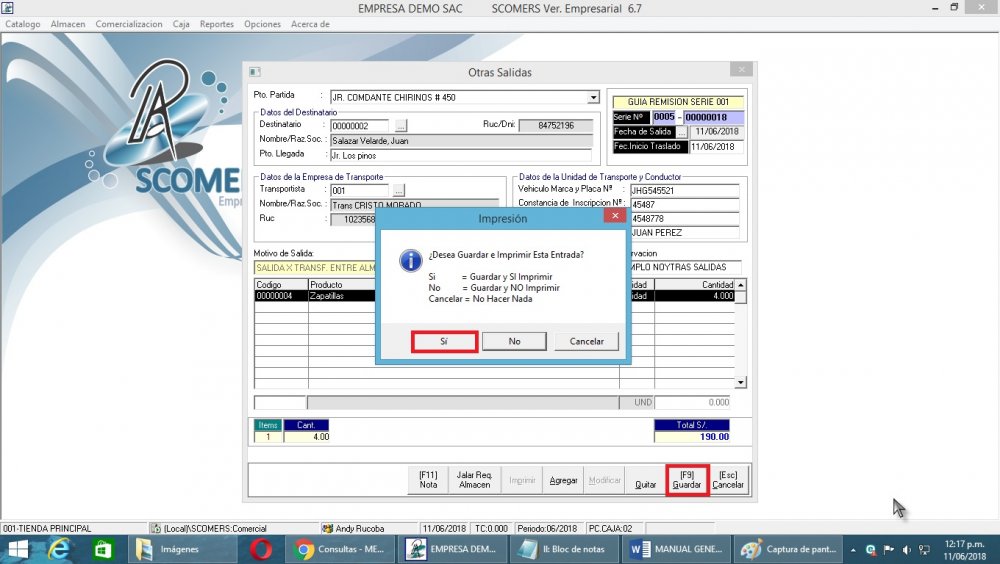 EMPRESA DEMO SAC SCOMERS Ver. Empresarial 6.7
Catalogo Almacen Comercialización Caja Reportes Opciones Acerca de
Otras Salidas
Pto. Partida : JR. COMDANTE CHIRINOS # 450
GUIA REMISION SERIE 001
Datos del Destinatario
Serie Nº 0005 - 00000018
Destinatario : 00000002 ... Ruc/Dni: 84752196
Fecha de Salida ... 11/06/2018
Nombre/Raz.Soc. : Salazar Velarde, Juan
Fec.Inicio Traslado 11/06/2018
Pto. Llegada : Jr. Los pinos
Datos de la Empresa de Transporte
Datos de la Unidad de Transporte y Conductor
Transportista : 001 ...
Vehiculo Marca y Placa Nº : JHG545521
Constancia de Inscripcion Nº: 45487
Nombre/Raz.Soc. : Trans CRISTO MORADO
4548778
Ruc : 1023568
JUAN PEREZ
SCOMER
Emp
Impresión
¿Desea Guardar e Imprimir Esta Entrada?
Si = Guardar y SI Imprimir
No = Guardar y NO Imprimir
Cancelar = No Hacer Nada
Sí No Cancelar
Motivo de Salida:
rvacion
SALIDA X TRANSF. ENTRE ALM
MPLO NOYTRAS SALIDAS
Codigo Producto idad Cantidad
00000004 Zapatillas idad 4.000
UND 0.000
Items Cant. Total S/.
1 4.00 190.00
[F11] Nota
Jalar Req. Almacen
Imprimir
Agregar
Modificar
Quitar
[F9] Guardar
[Esc] Cancelar
001-TIENDA PRINCIPAL (Local)\SCOMERS:Comercial Andy Rucoba 11/06/2018 TC:0.000 Periodo:06/2018 PC.CAJA:02
Imágenes Consultas - ME... EMPRESA DEM... II: Bloc de notas MANUAL GENE... Captura de pant...
12:17 p.m.
11/06/2018